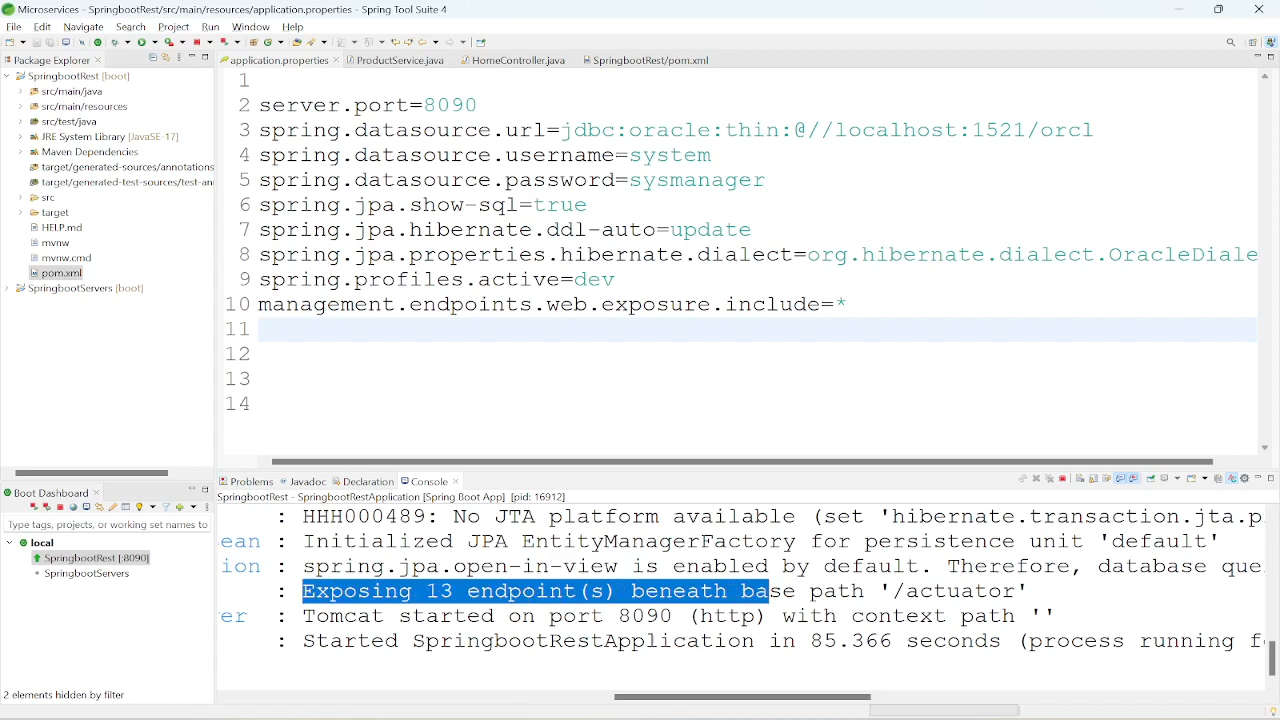 Microservices - SpringbootRest/src/main/resources/application.properties - Spring Tool Suite 4
File Edit Navigate Search Project Run Window Help
Package Explorer
application.properties
ProductService.java
HomeController.java
SpringbootRest/pom.xml
SpringbootRest [boot]
src/main/java
src/main/resources
src/test/java
JRE System Library [JavaSE-17]
Maven Dependencies
target/generated-sources/annotations
target/generated-test-sources/test-an
src
target
HELP.md
mvnw
mvnw.cmd
pom.xml
SpringbootServers [boot]
1
2 server.port=8090
3 spring.datasource.url=jdbc:oracle:thin:@//localhost:1521/orcl
4 spring.datasource.username=system
5 spring.datasource.password=sysmanager
6 spring.jpa.show-sql=true
7 spring.jpa.hibernate.ddl-auto=update
8 spring.jpa.properties.hibernate.dialect=org.hibernate.dialect.OracleDiale
9 spring.profiles.active=dev
10 management.endpoints.web.exposure.include=*
11
12
13
14
Boot Dashboard
Type tags, projects, or working set names to
local
SpringbootRest [:8090]
SpringbootServers
2 elements hidden by filter
Problems Javadoc Declaration Console
SpringbootRest - SpringbootRestApplication [Spring Boot App] [pid: 16912]
: HHH000489: No JTA platform available (set 'hibernate.transaction.jta.p
ean : Initialized JPA EntityManagerFactory for persistence unit 'default'
ion : spring.jpa.open-in-view is enabled by default. Therefore, database que
: Exposing 13 endpoint(s) beneath base path '/actuator'
er : Tomcat started on port 8090 (http) with context path ''
: Started SpringbootRestApplication in 85.366 seconds (process running f